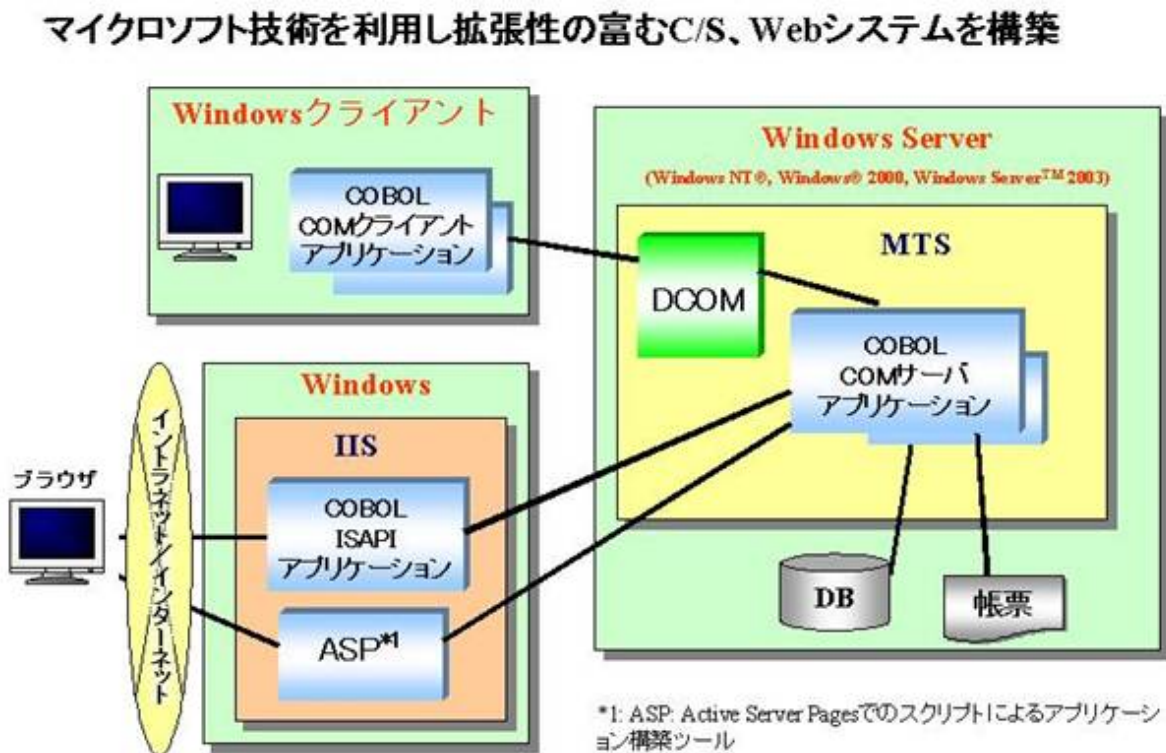 マイクロソフト技術を利用し拡張性の富むC/S、Webシステムを構築
Windowsクライアント
COBOL
COMクライアント
アプリケーション
Windows Server
(Windows NT®, Windows® 2000, Windows Server™ 2003)
MTS
DCOM
COBOL
COMサーバ
アプリケーション
DB
帳票
Windows
IIS
COBOL
ISAPI
アプリケーション
ASP*1
ブラウザ
イントラネット/インターネット
*1: ASP: Active Server Pagesでのスクリプトによるアプリケーシ
ョン構築ツール